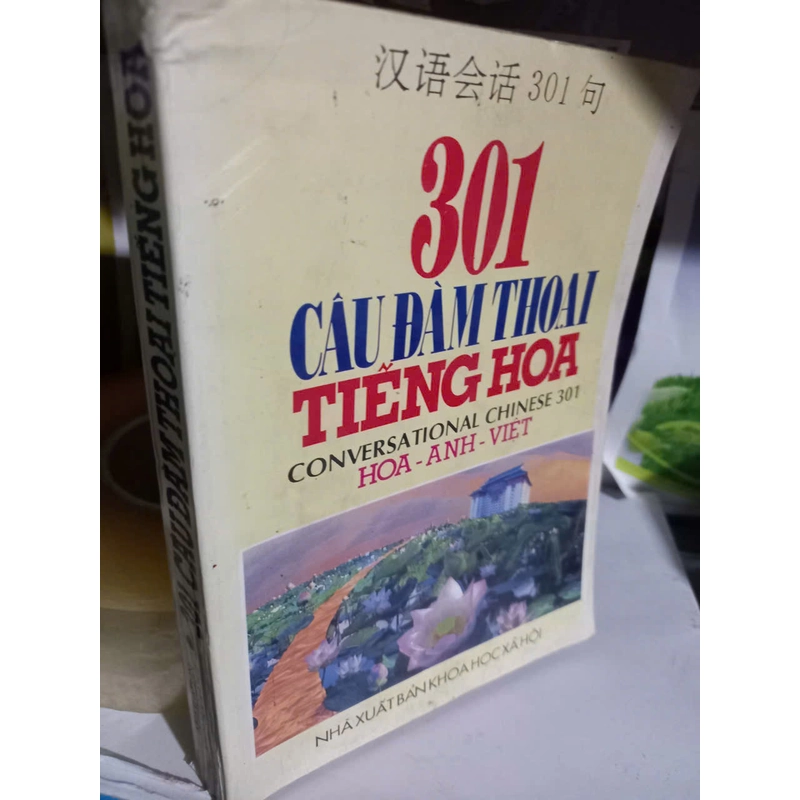 汉语会话 301 句
301
CÂU ĐÀM THOẠI
TIẾNG HOA
CONVERSATIONAL CHINESE 301
HOA - ANH - VIỆT
NHÀ XUẤT BẢN KHOA HỌC XÃ HỘI
301 CÂU ĐÀM THOẠI TIẾNG HOA